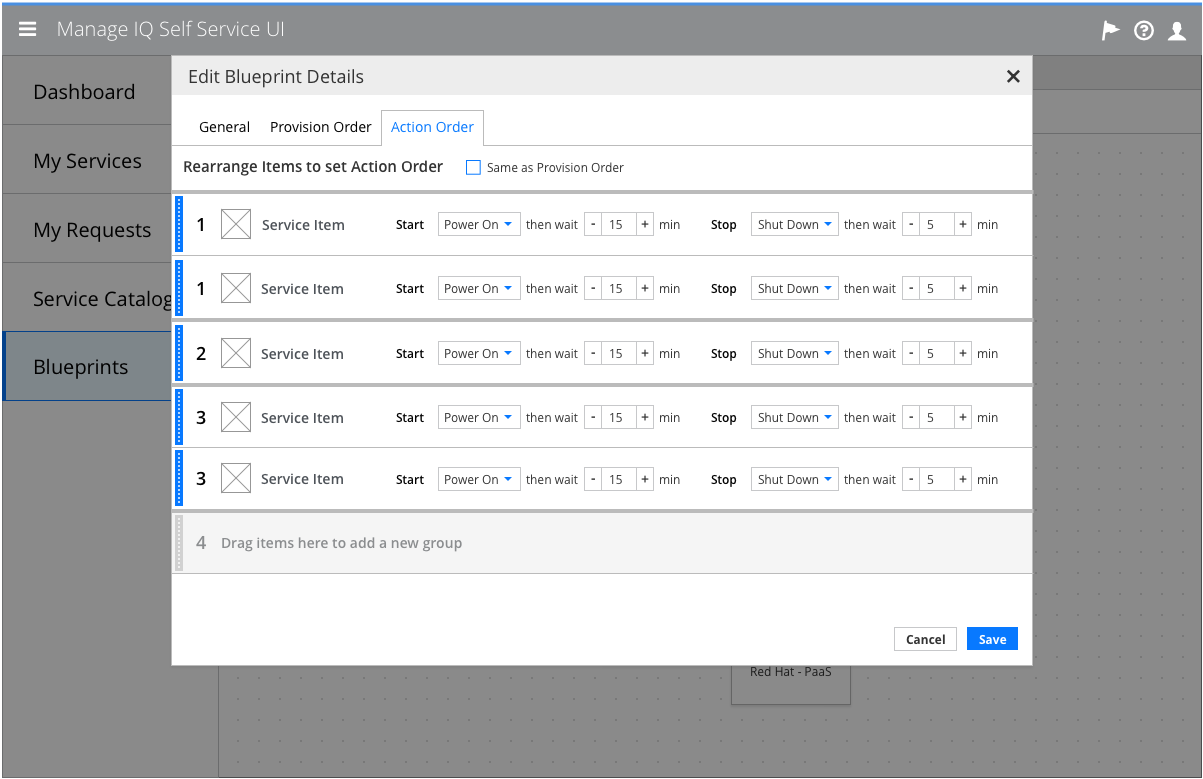 Manage IQ Self Service UI
Edit Blueprint Details
Dashboard
My Services
My Requests
Service Catalog
Blueprints
General Provision Order Action Order
Rearrange Items to set Action Order Same as Provision Order
1 Service Item Start Power On then wait - 15 + min Stop Shut Down then wait - 5 + min
1 Service Item Start Power On then wait - 15 + min Stop Shut Down then wait - 5 + min
2 Service Item Start Power On then wait - 15 + min Stop Shut Down then wait - 5 + min
3 Service Item Start Power On then wait - 15 + min Stop Shut Down then wait - 5 + min
3 Service Item Start Power On then wait - 15 + min Stop Shut Down then wait - 5 + min
4 Drag items here to add a new group
Cancel Save
Red Hat - PaaS